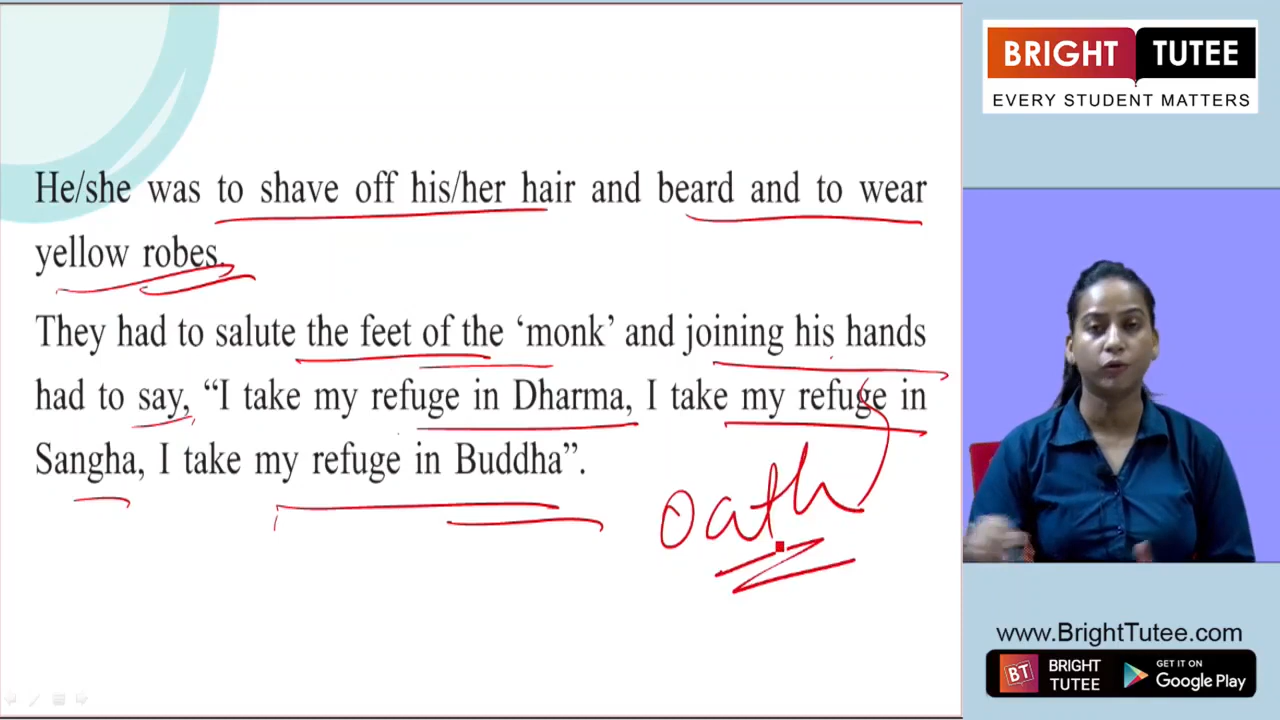 BRIGHT TUTEE
EVERY STUDENT MATTERS
He/she was to shave off his/her hair and beard and to wear
yellow robes.
They had to salute the feet of the ‘monk’ and joining his hands
had to say, “I take my refuge in Dharma, I take my refuge in
Sangha, I take my refuge in Buddha”.
oath
www.BrightTutee.com
BT BRIGHT TUTEE
GET IT ON
Google Play